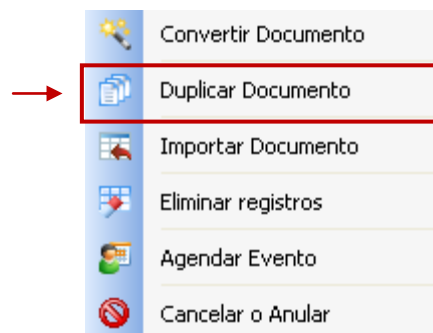 Convertir Documento
Duplicar Documento
Importar Documento
Eliminar registros
Agendar Evento
Cancelar o Anular